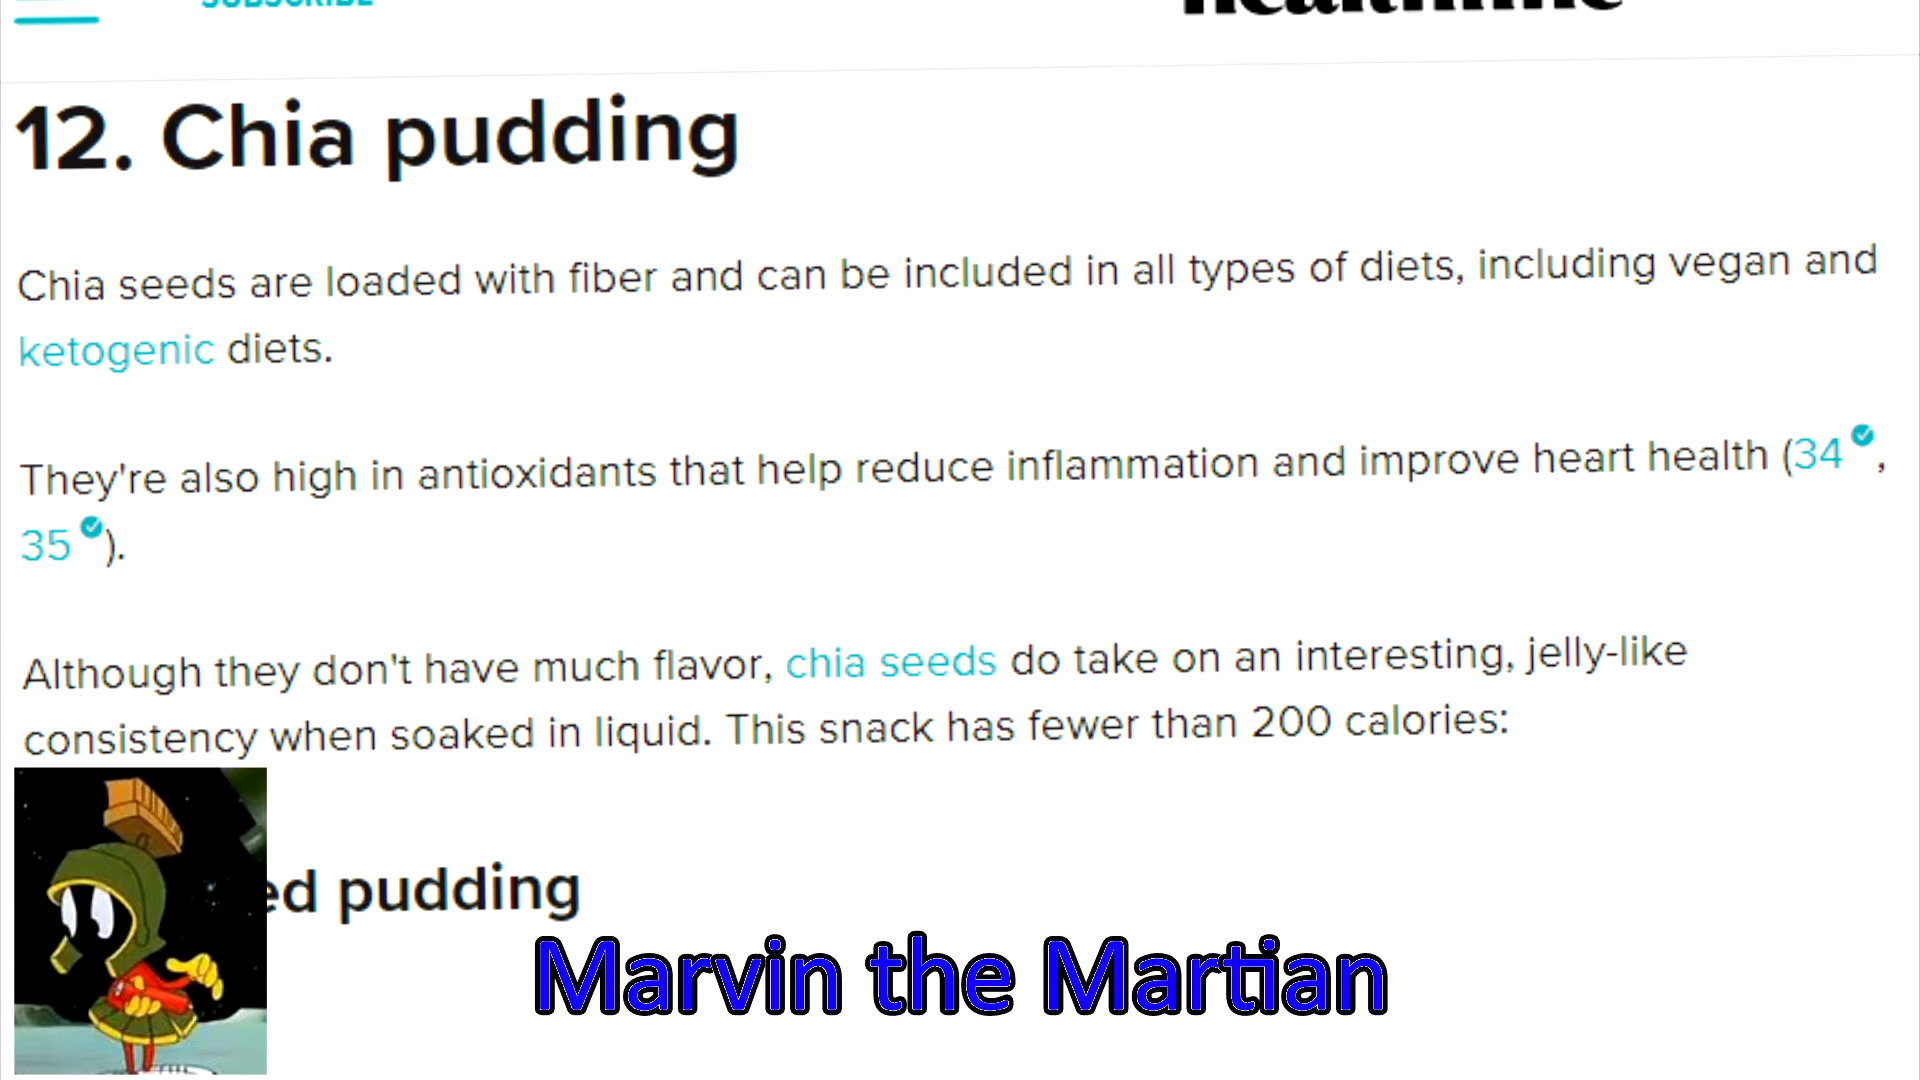 SUBSCRIBE
healthline
12. Chia pudding
Chia seeds are loaded with fiber and can be included in all types of diets, including vegan and
ketogenic diets.
They're also high in antioxidants that help reduce inflammation and improve heart health (34,
35).
Although they don't have much flavor, chia seeds do take on an interesting, jelly-like
consistency when soaked in liquid. This snack has fewer than 200 calories:
ed pudding
Marvin the Martian